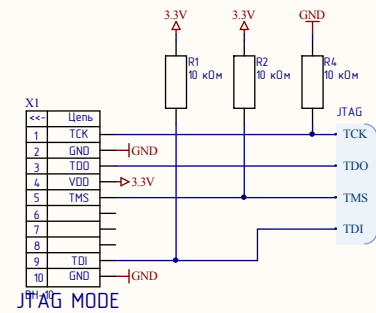 3.3V 3.3V GND
R1 R2 R4
10 кОм 10 кОм 10 кОм
X1
<<- Цепь
JTAG
1 TCK TCK
2 GND GND
3 TDO TDO
4 VDD 3.3V
5 TMS TMS
6
7
8
9 TDI TDI
10 GND GND
BH-10
JTAG MODE